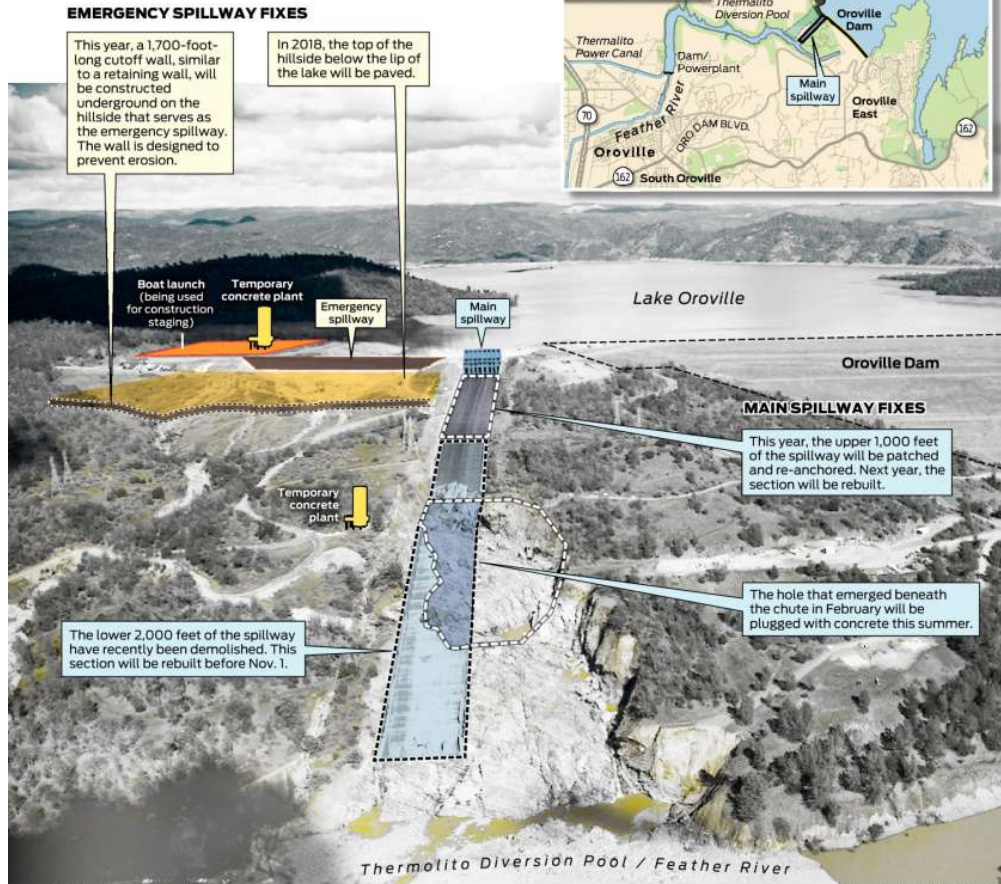 EMERGENCY SPILLWAY FIXES
This year, a 1,700-foot-
long cutoff wall, similar
to a retaining wall, will
be constructed
underground on the
hillside that serves as
the emergency spillway.
The wall is designed to
prevent erosion.
In 2018, the top of the
hillside below the lip of
the lake will be paved.
Thermalito
Diversion Pool
Oroville
Dam
Thermalito
Power Canal
Dam/
Powerplant
Main
spillway
Oroville
East
70
Feather River
ORO DAM BLVD.
162
Oroville
162
South Oroville
Boat launch
(being used
for construction
staging)
Temporary
concrete plant
Emergency
spillway
Main
spillway
Lake Oroville
Oroville Dam
MAIN SPILLWAY FIXES
This year, the upper 1,000 feet
of the spillway will be patched
and re-anchored. Next year, the
section will be rebuilt.
Temporary
concrete
plant
The hole that emerged beneath
the chute in February will be
plugged with concrete this summer.
The lower 2,000 feet of the spillway
have recently been demolished. This
section will be rebuilt before Nov. 1.
Thermolito Diversion Pool / Feather River